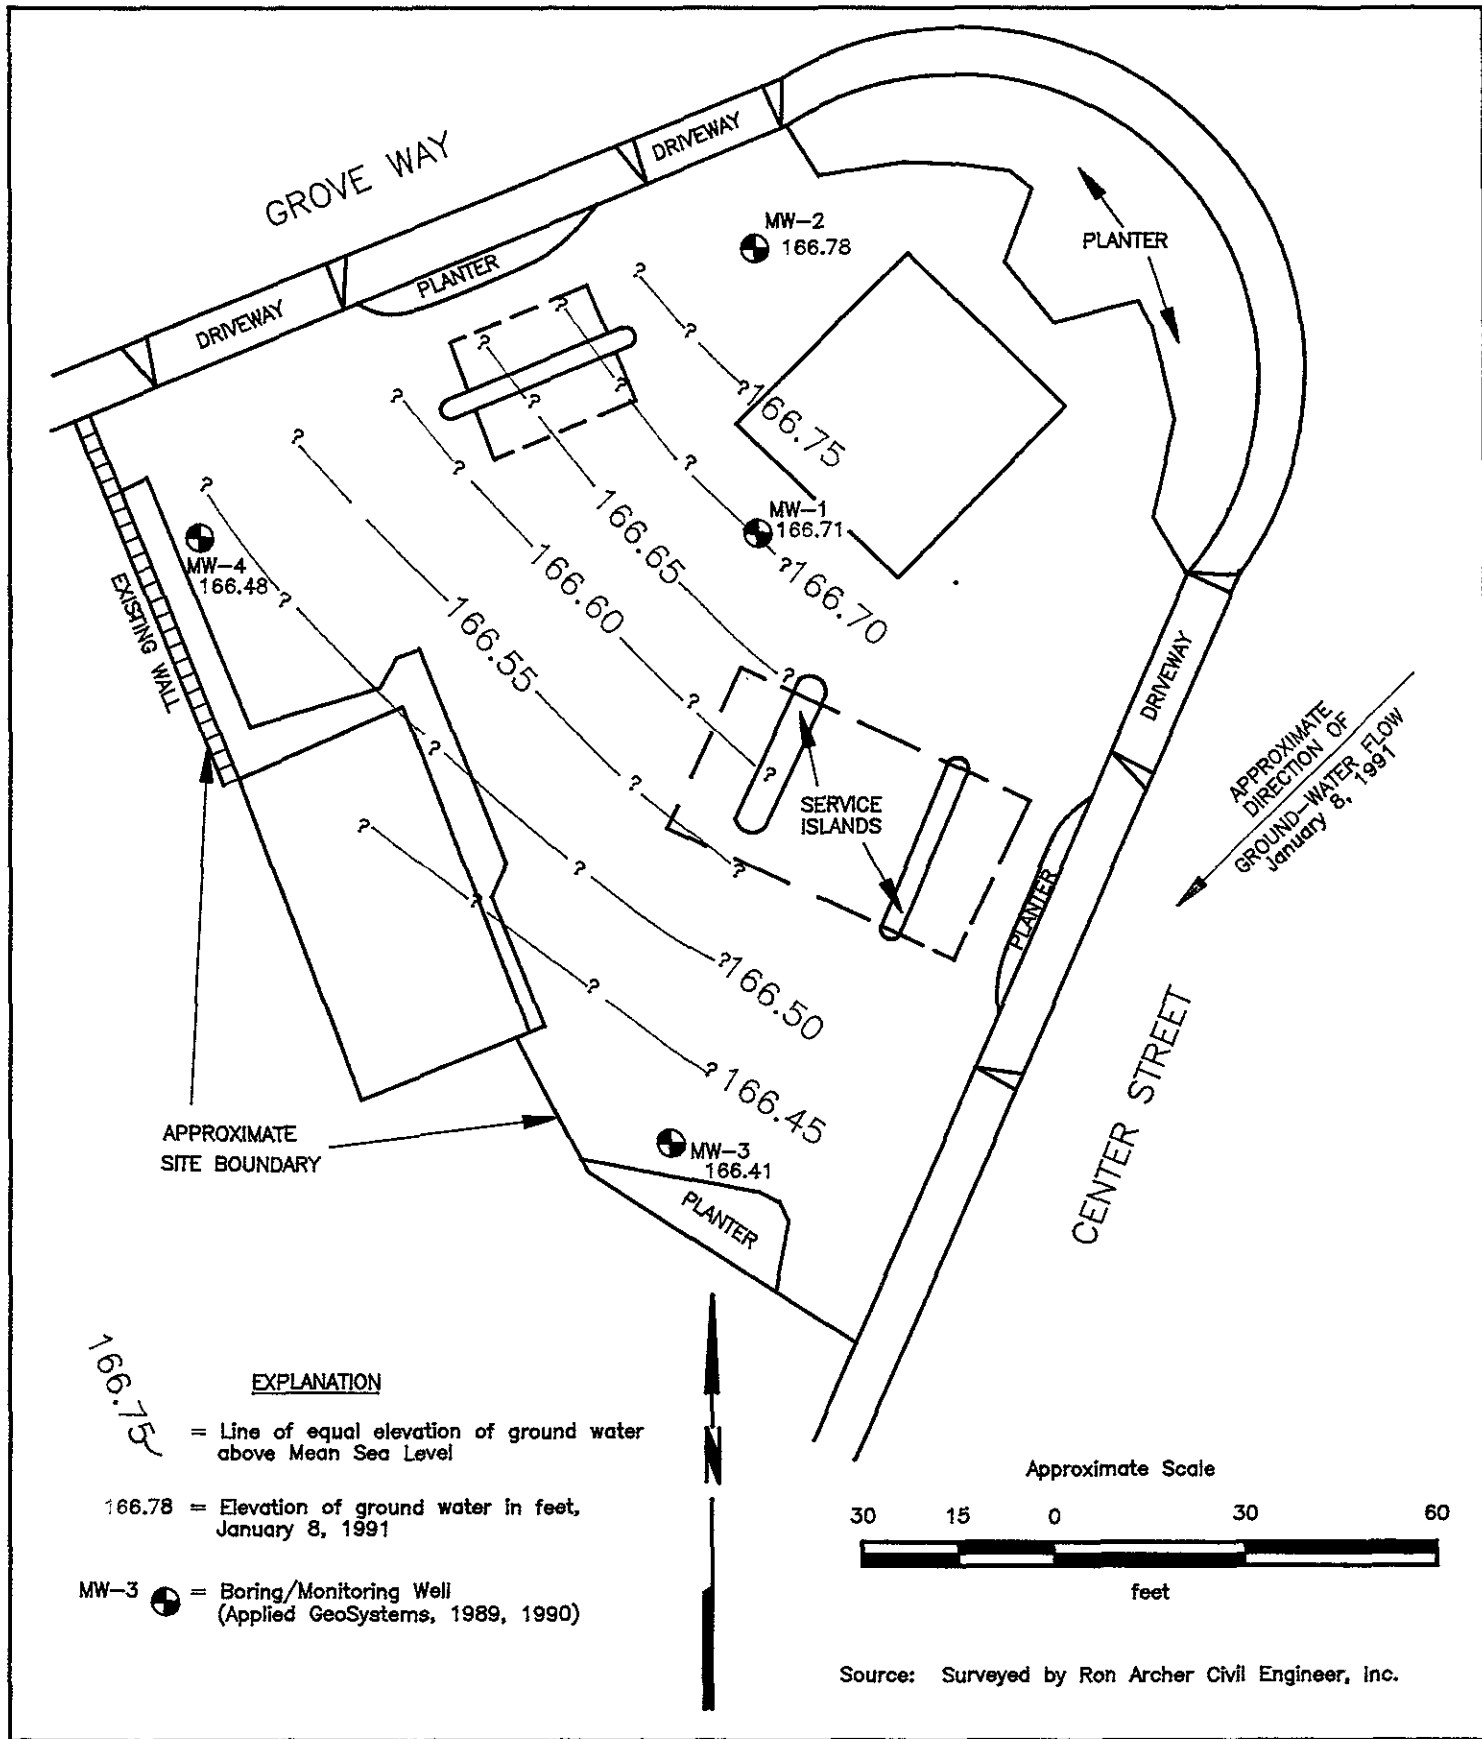 GROVE WAY
DRIVEWAY
DRIVEWAY
PLANTER
MW-2
166.78
PLANTER
?
?
?
166.75
?
?
?
?
166.70
?
?
166.65
?
?
?
166.60
?
?
?
166.55
?
?
?
?
?
?
?166.50
?
?
?
? 166.45
MW-1
166.71
MW-4
166.48
EXISTING WALL
SERVICE
ISLANDS
DRIVEWAY
PLANTER
APPROXIMATE
DIRECTION OF
GROUND-WATER FLOW
January 8, 1991
CENTER STREET
APPROXIMATE
SITE BOUNDARY
MW-3
166.41
PLANTER
N
EXPLANATION
166.75
= Line of equal elevation of ground water
above Mean Sea Level
166.78 = Elevation of ground water in feet,
January 8, 1991
MW-3 = Boring/Monitoring Well
(Applied GeoSystems, 1989, 1990)
Approximate Scale
30 15 0 30 60
feet
Source: Surveyed by Ron Archer Civil Engineer, Inc.